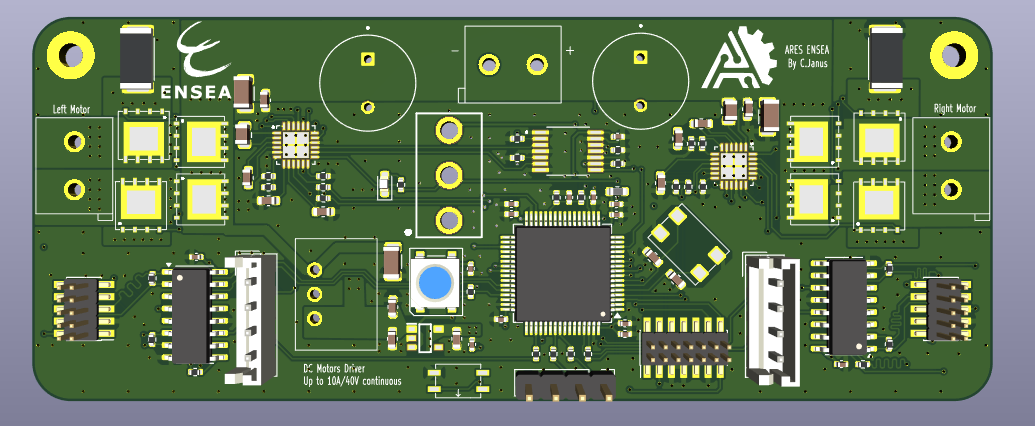 ENSEA
ARES ENSEA
By C.Janus
Left Motor
Right Motor
DC Motors Driver
Up to 10A/40V continuous
- +